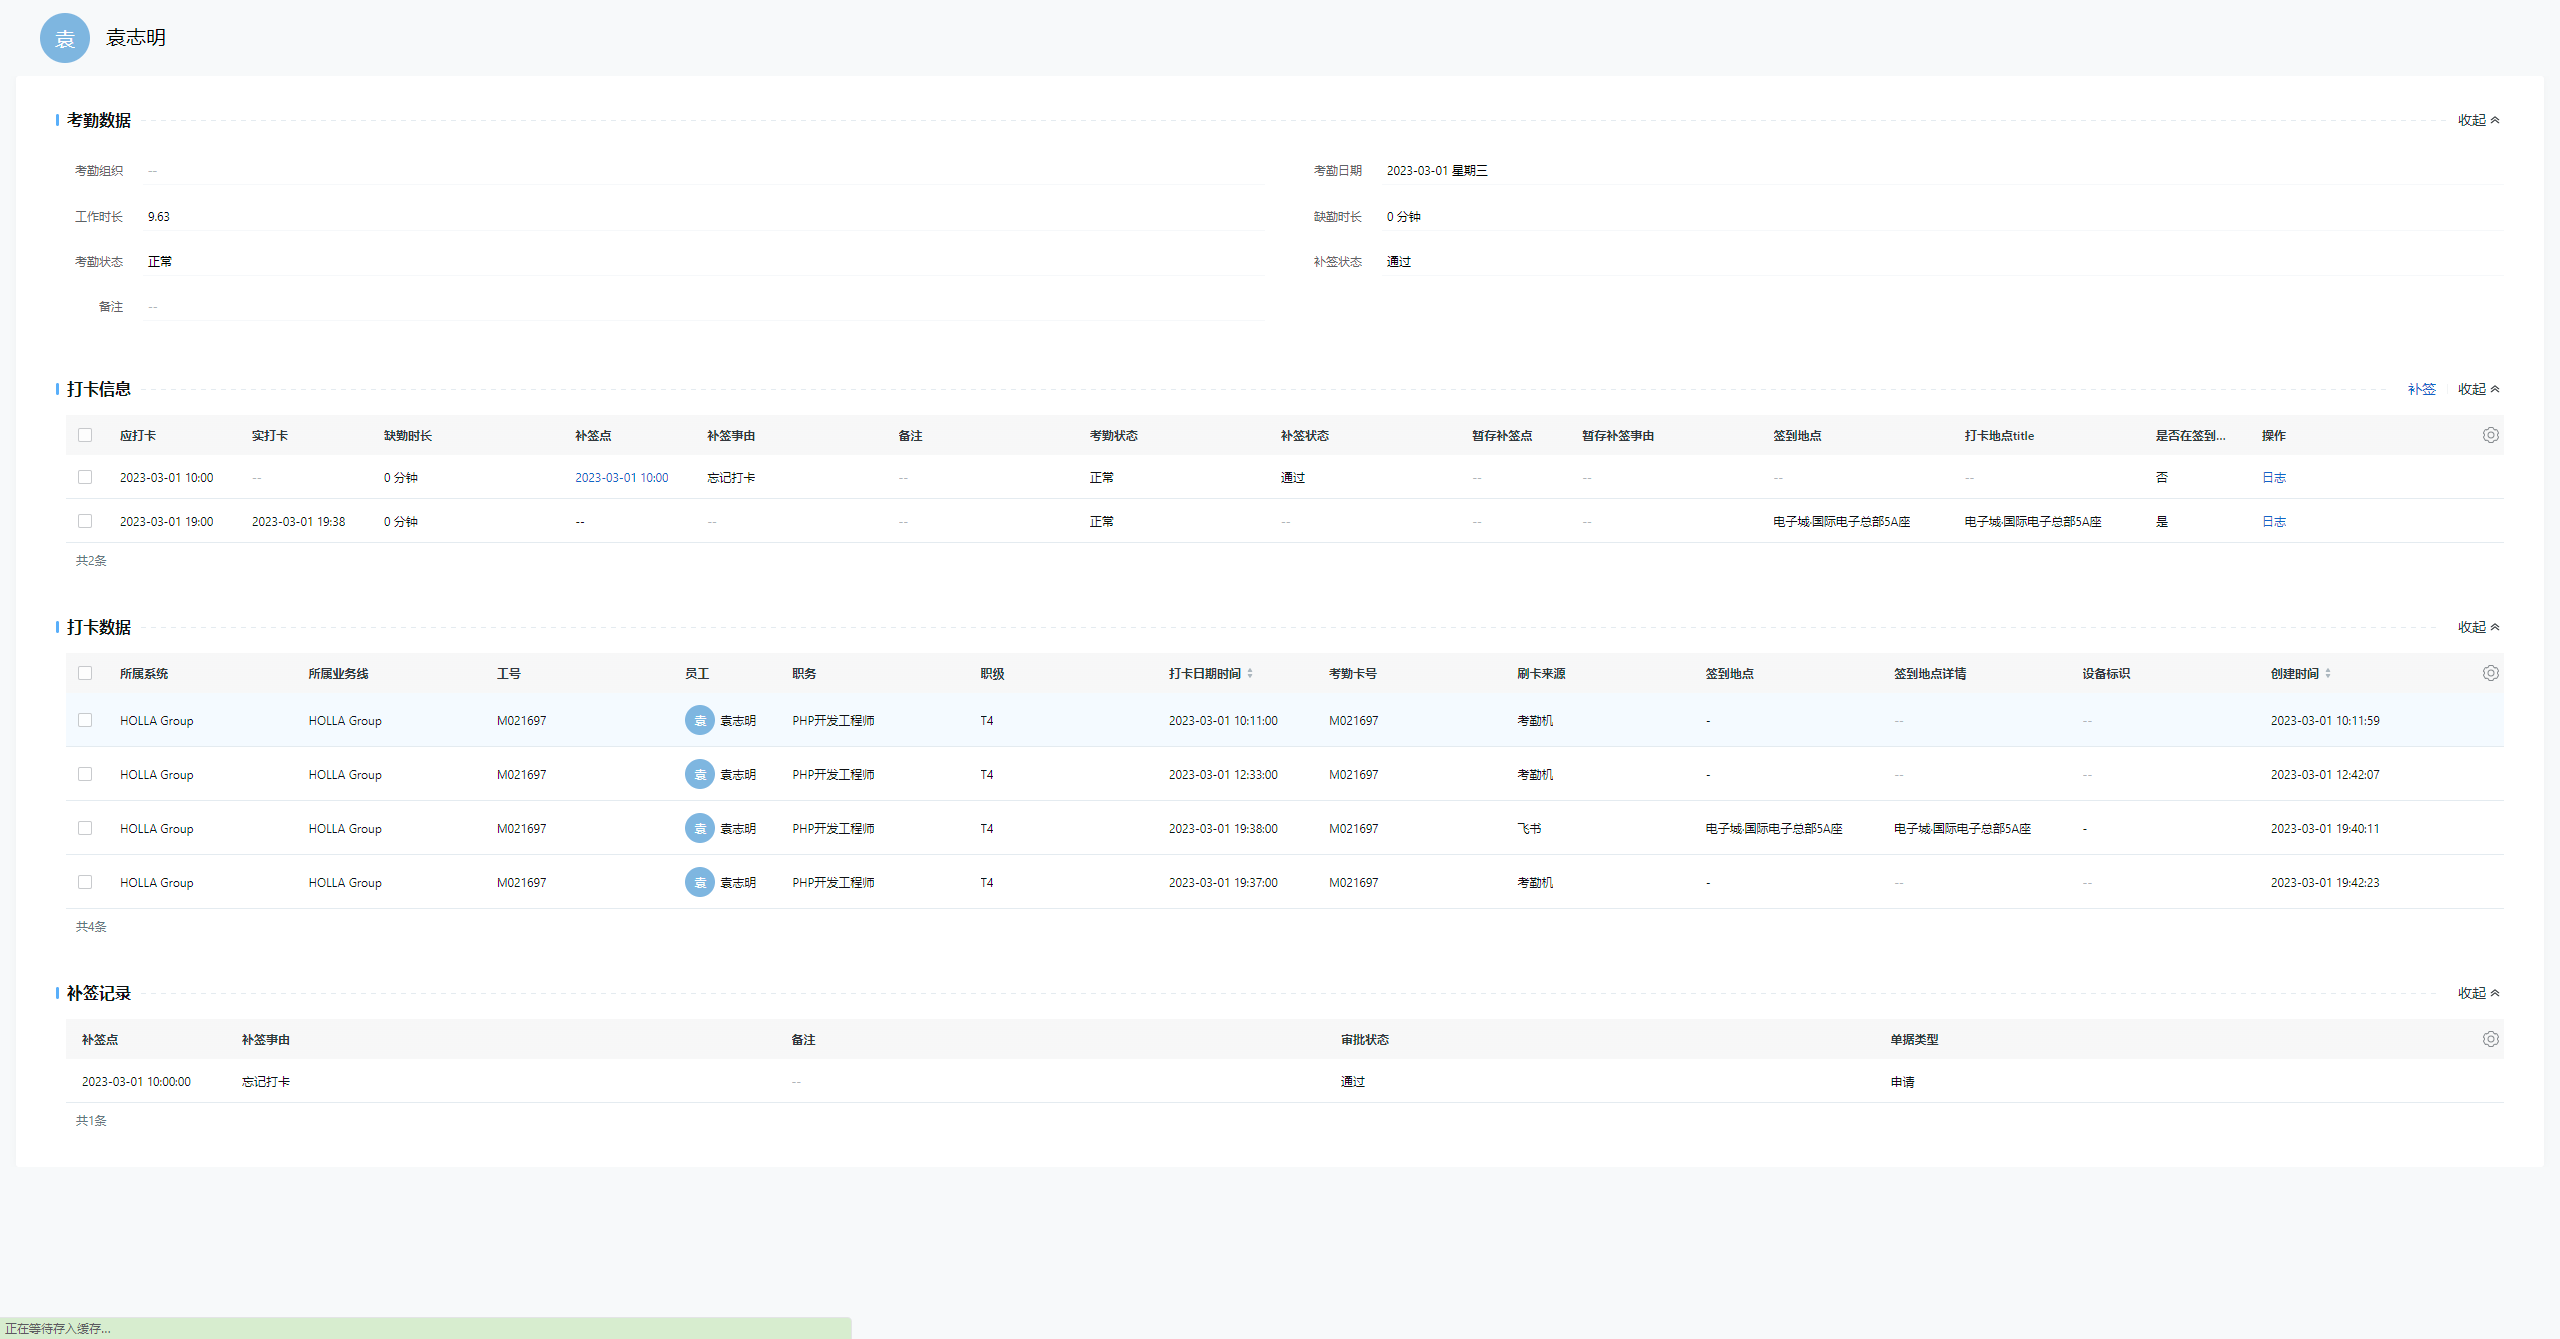 袁 袁志明
考勤数据 收起
考勤组织 -- 考勤日期 2023-03-01 星期三
工作时长 9.63 缺勤时长 0 分钟
考勤状态 正常 补签状态 通过
备注 --
打卡信息 补签 收起
应打卡 实打卡 缺勤时长 补签点 补签事由 备注 考勤状态 补签状态 暂存补签点 暂存补签事由 签到地点 打卡地点title 是否在签到... 操作
2023-03-01 10:00 -- 0 分钟 2023-03-01 10:00 忘记打卡 -- 正常 通过 -- -- -- -- 否 日志
2023-03-01 19:00 2023-03-01 19:38 0 分钟 -- -- -- 正常 -- -- -- 电子城·国际电子总部5A座 电子城·国际电子总部5A座 是 日志
共2条
打卡数据 收起
所属系统 所属业务线 工号 员工 职务 职级 打卡日期时间 考勤卡号 刷卡来源 签到地点 签到地点详情 设备标识 创建时间
HOLLA Group HOLLA Group M021697 袁 袁志明 PHP开发工程师 T4 2023-03-01 10:11:00 M021697 考勤机 - -- -- 2023-03-01 10:11:59
HOLLA Group HOLLA Group M021697 袁 袁志明 PHP开发工程师 T4 2023-03-01 12:33:00 M021697 考勤机 - -- -- 2023-03-01 12:42:07
HOLLA Group HOLLA Group M021697 袁 袁志明 PHP开发工程师 T4 2023-03-01 19:38:00 M021697 飞书 电子城·国际电子总部5A座 电子城·国际电子总部5A座 - 2023-03-01 19:40:11
HOLLA Group HOLLA Group M021697 袁 袁志明 PHP开发工程师 T4 2023-03-01 19:37:00 M021697 考勤机 - -- -- 2023-03-01 19:42:23
共4条
补签记录 收起
补签点 补签事由 备注 审批状态 单据类型
2023-03-01 10:00:00 忘记打卡 -- 通过 申请
共1条
正在等待存入缓存...